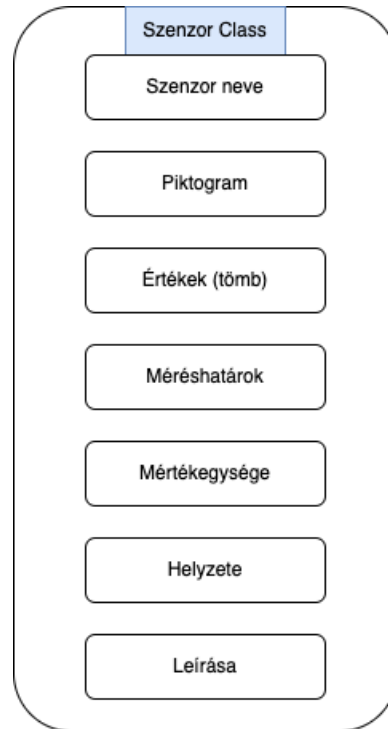 Szenzor Class
Szenzor neve
Piktogram
Értékek (tömb)
Méréshatárok
Mértékegysége
Helyzete
Leírása